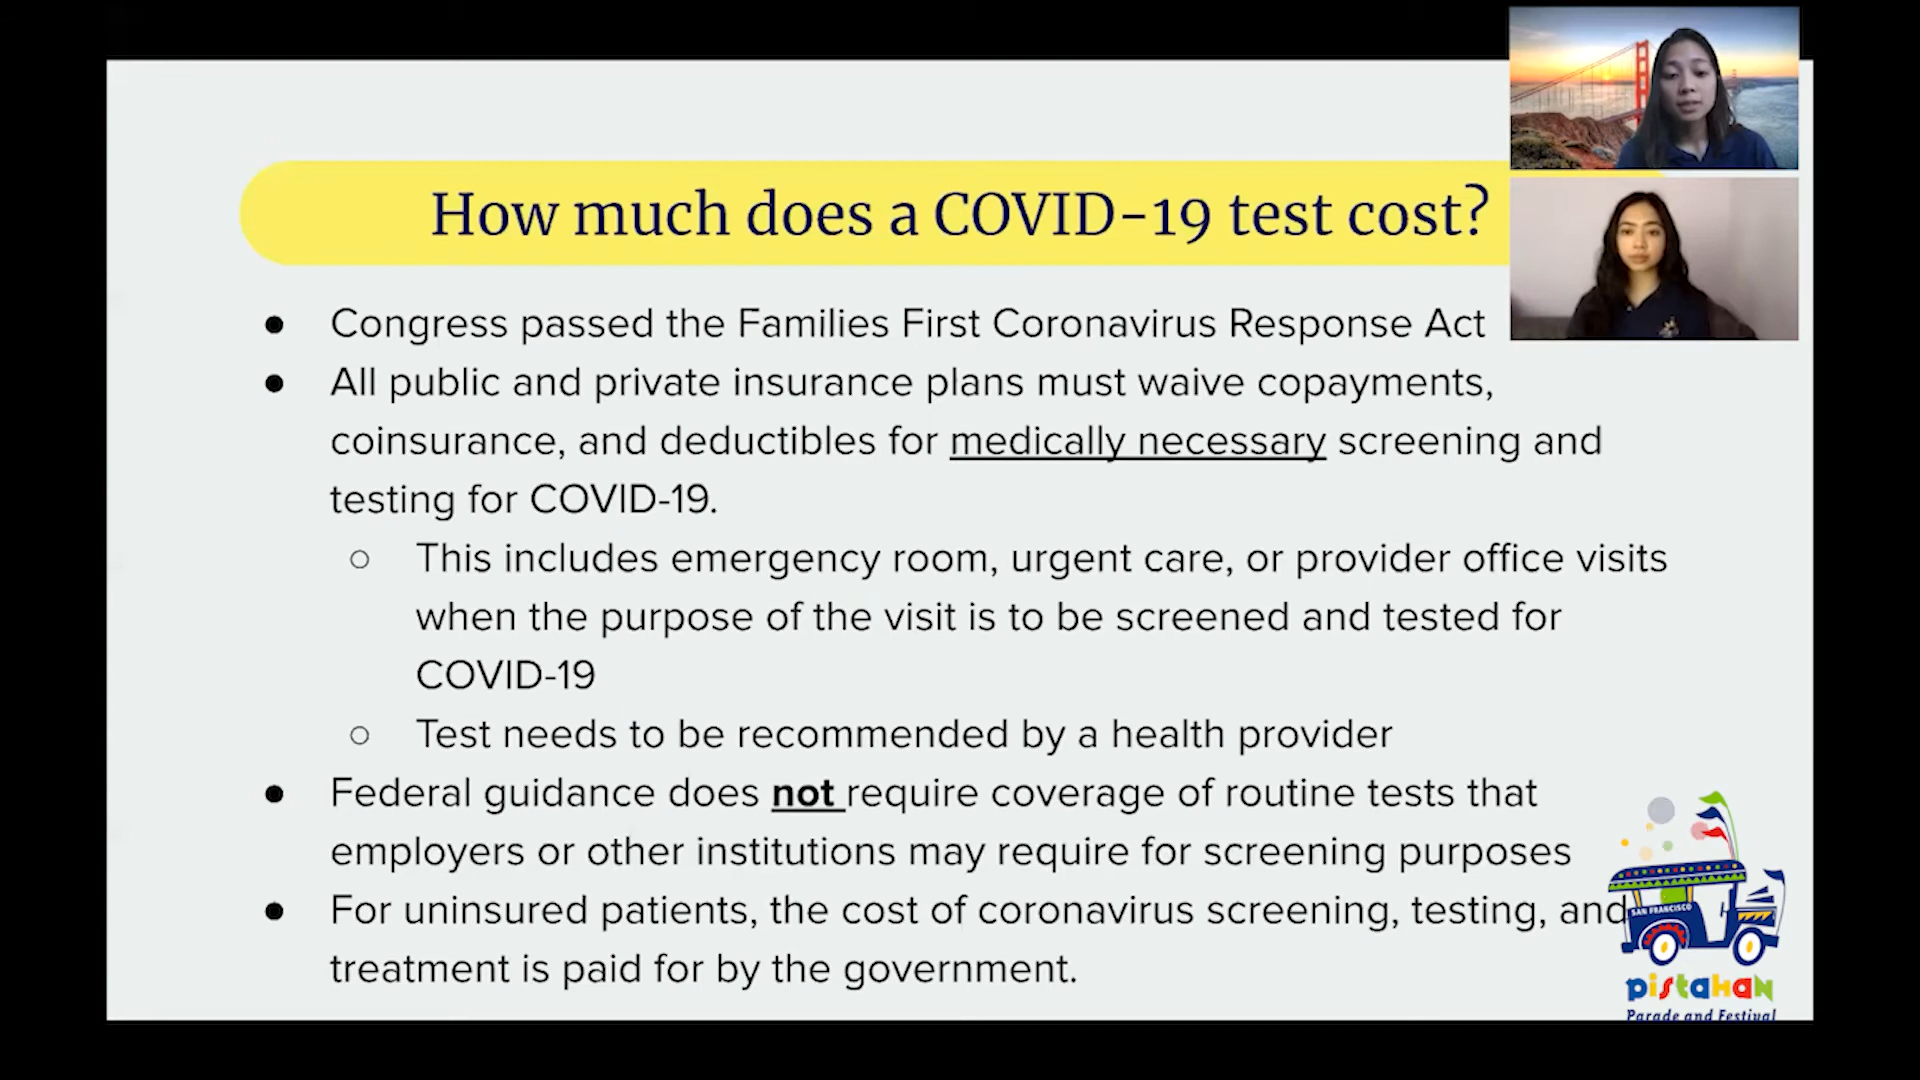 How much does a COVID-19 test cost?
● Congress passed the Families First Coronavirus Response Act
● All public and private insurance plans must waive copayments,
coinsurance, and deductibles for medically necessary screening and
testing for COVID-19.
○ This includes emergency room, urgent care, or provider office visits
when the purpose of the visit is to be screened and tested for
COVID-19
○ Test needs to be recommended by a health provider
● Federal guidance does not require coverage of routine tests that
employers or other institutions may require for screening purposes
● For uninsured patients, the cost of coronavirus screening, testing, and
treatment is paid for by the government.
SAN FRANCISCO
pistahan
Parade and Festival